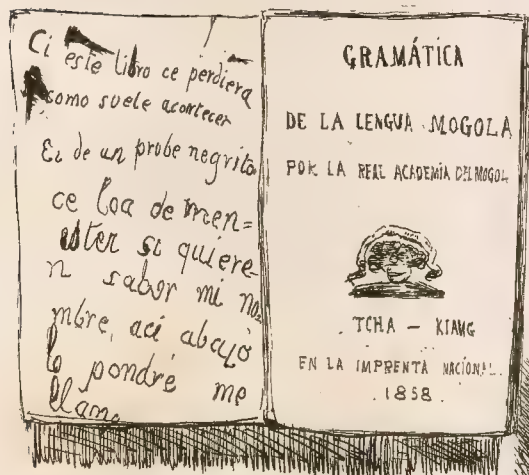 Ci este libro ce perdiera
como suele acontecer
Es de un probe negrito
ce loa de men=
ester si quiere-
n saber mi no-
mbre, aci abajo
lo pondré me
llamo
GRAMÁTICA
DE LA LENGUA MOGOLA
POR LA REAL ACADEMIA DEL MOGOL
TCHA — KIANG
EN LA IMPRENTA NACIONAL.
.1858.